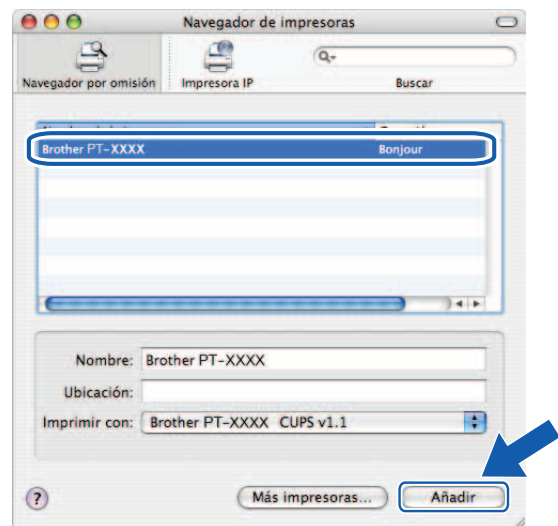 Navegador de impresoras
Navegador por omisión
Impresora IP
Buscar
Brother PT-XXXX Bonjour
Nombre: Brother PT-XXXX
Ubicación:
Imprimir con: Brother PT-XXXX CUPS v1.1
? Más impresoras... Añadir